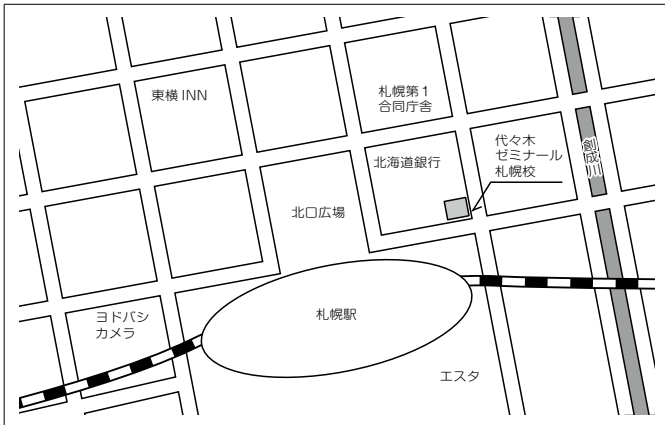 東横 INN
札幌第1
合同庁舎
代々木
ゼミナール
札幌校
北海道銀行
創成川
北口広場
ヨドバシ
カメラ
札幌駅
エスタ